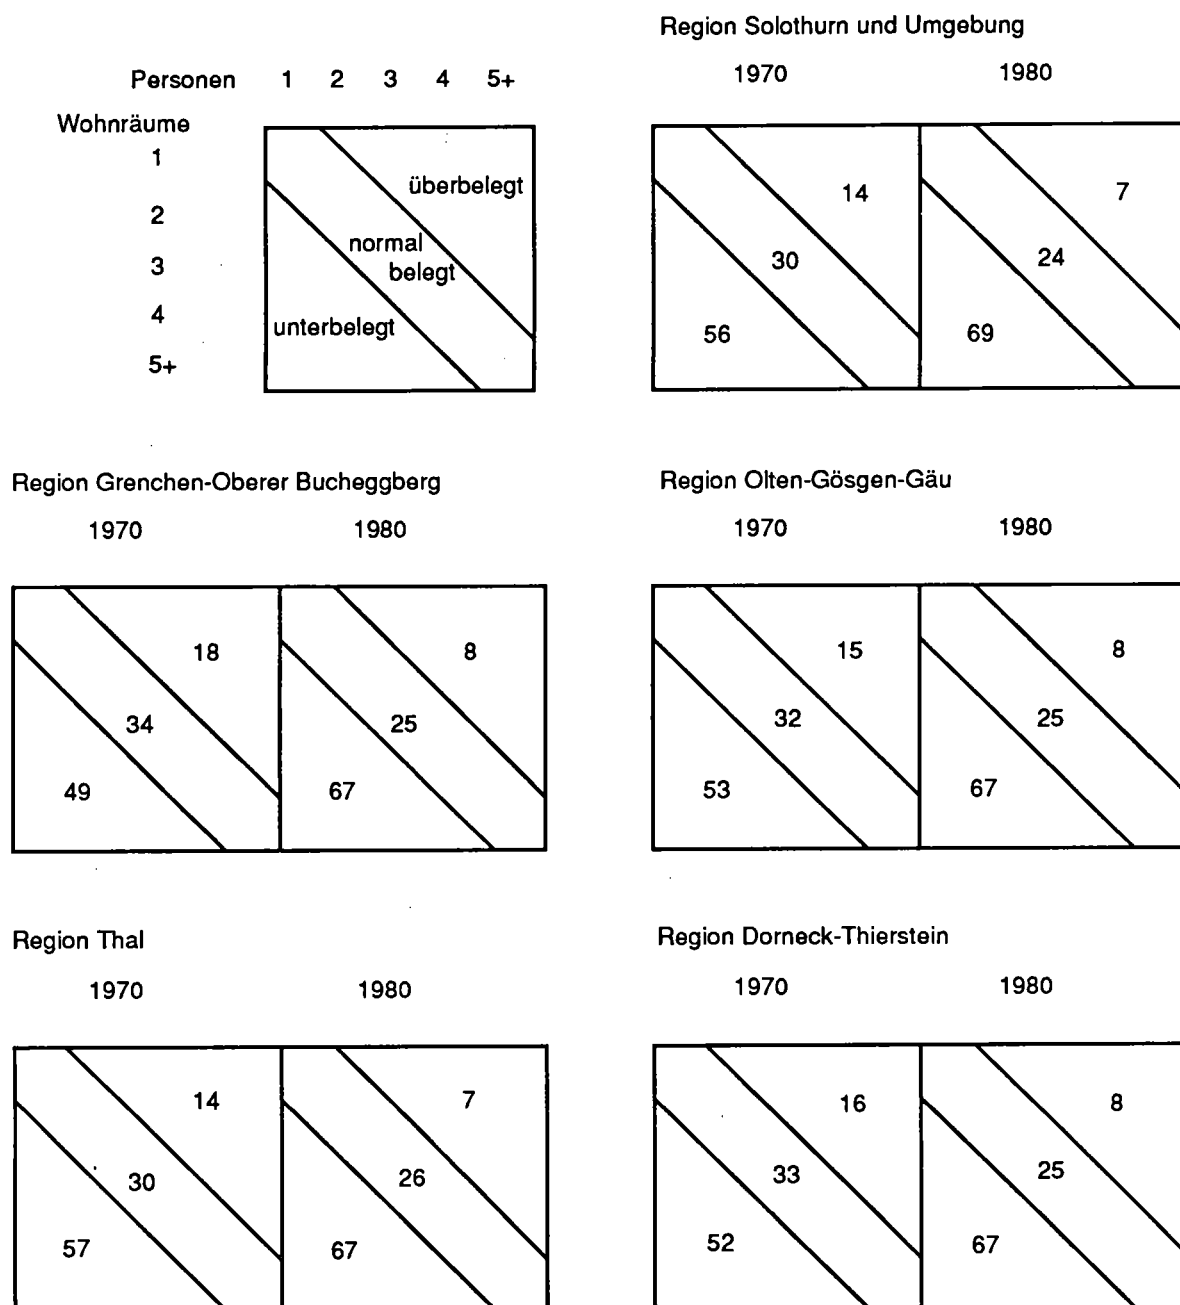 Region Solothurn und Umgebung
1970 1980
Personen 1 2 3 4 5+
Wohnräume
1
2
3
4
5+
überbelegt
normal
belegt
unterbelegt
14 7
30 24
56 69
Region Grenchen-Oberer Bucheggberg
1970 1980
18 8
34 25
49 67
Region Olten-Gösgen-Gäu
1970 1980
15 8
32 25
53 67
Region Thal
1970 1980
14 7
30 26
57 67
Region Dorneck-Thierstein
1970 1980
16 8
33 25
52 67